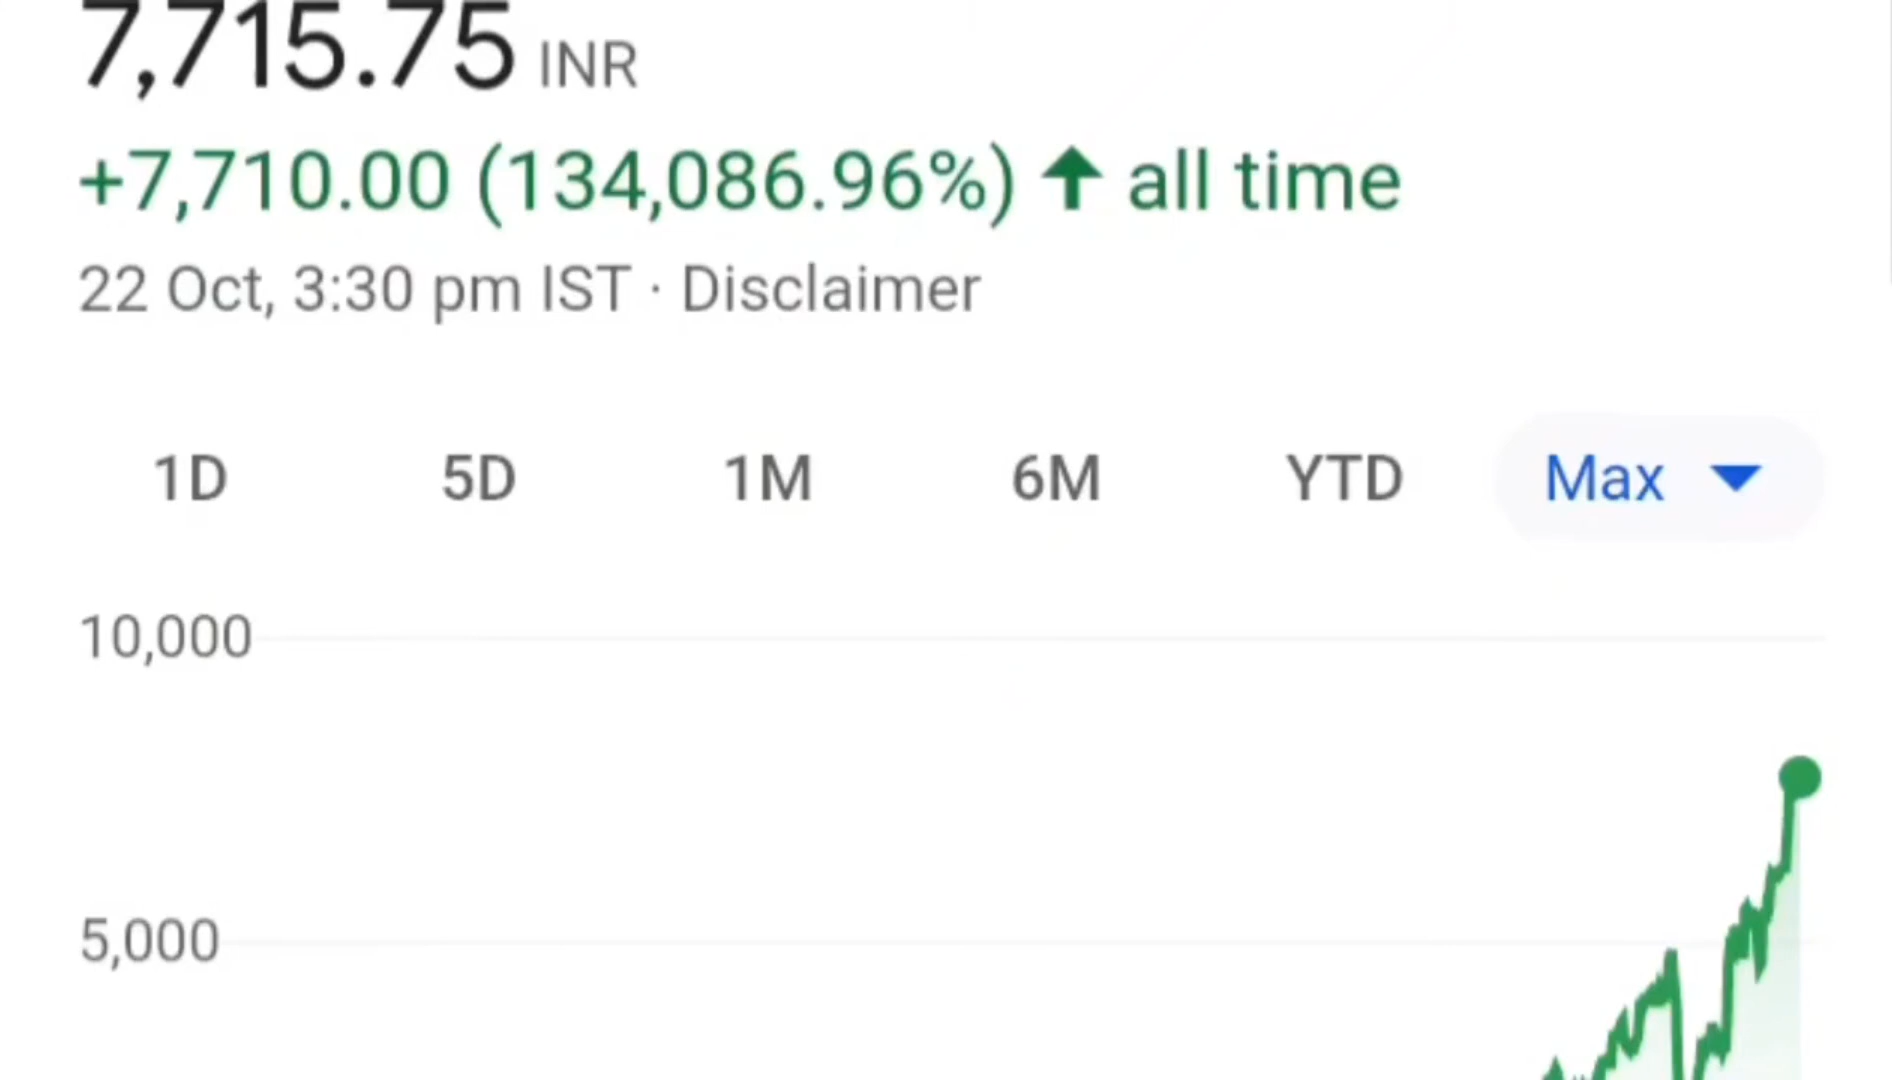 7,715.75 INR
+7,710.00 (134,086.96%) ↑ all time
22 Oct, 3:30 pm IST · Disclaimer
1D 5D 1M 6M YTD Max
10,000
5,000